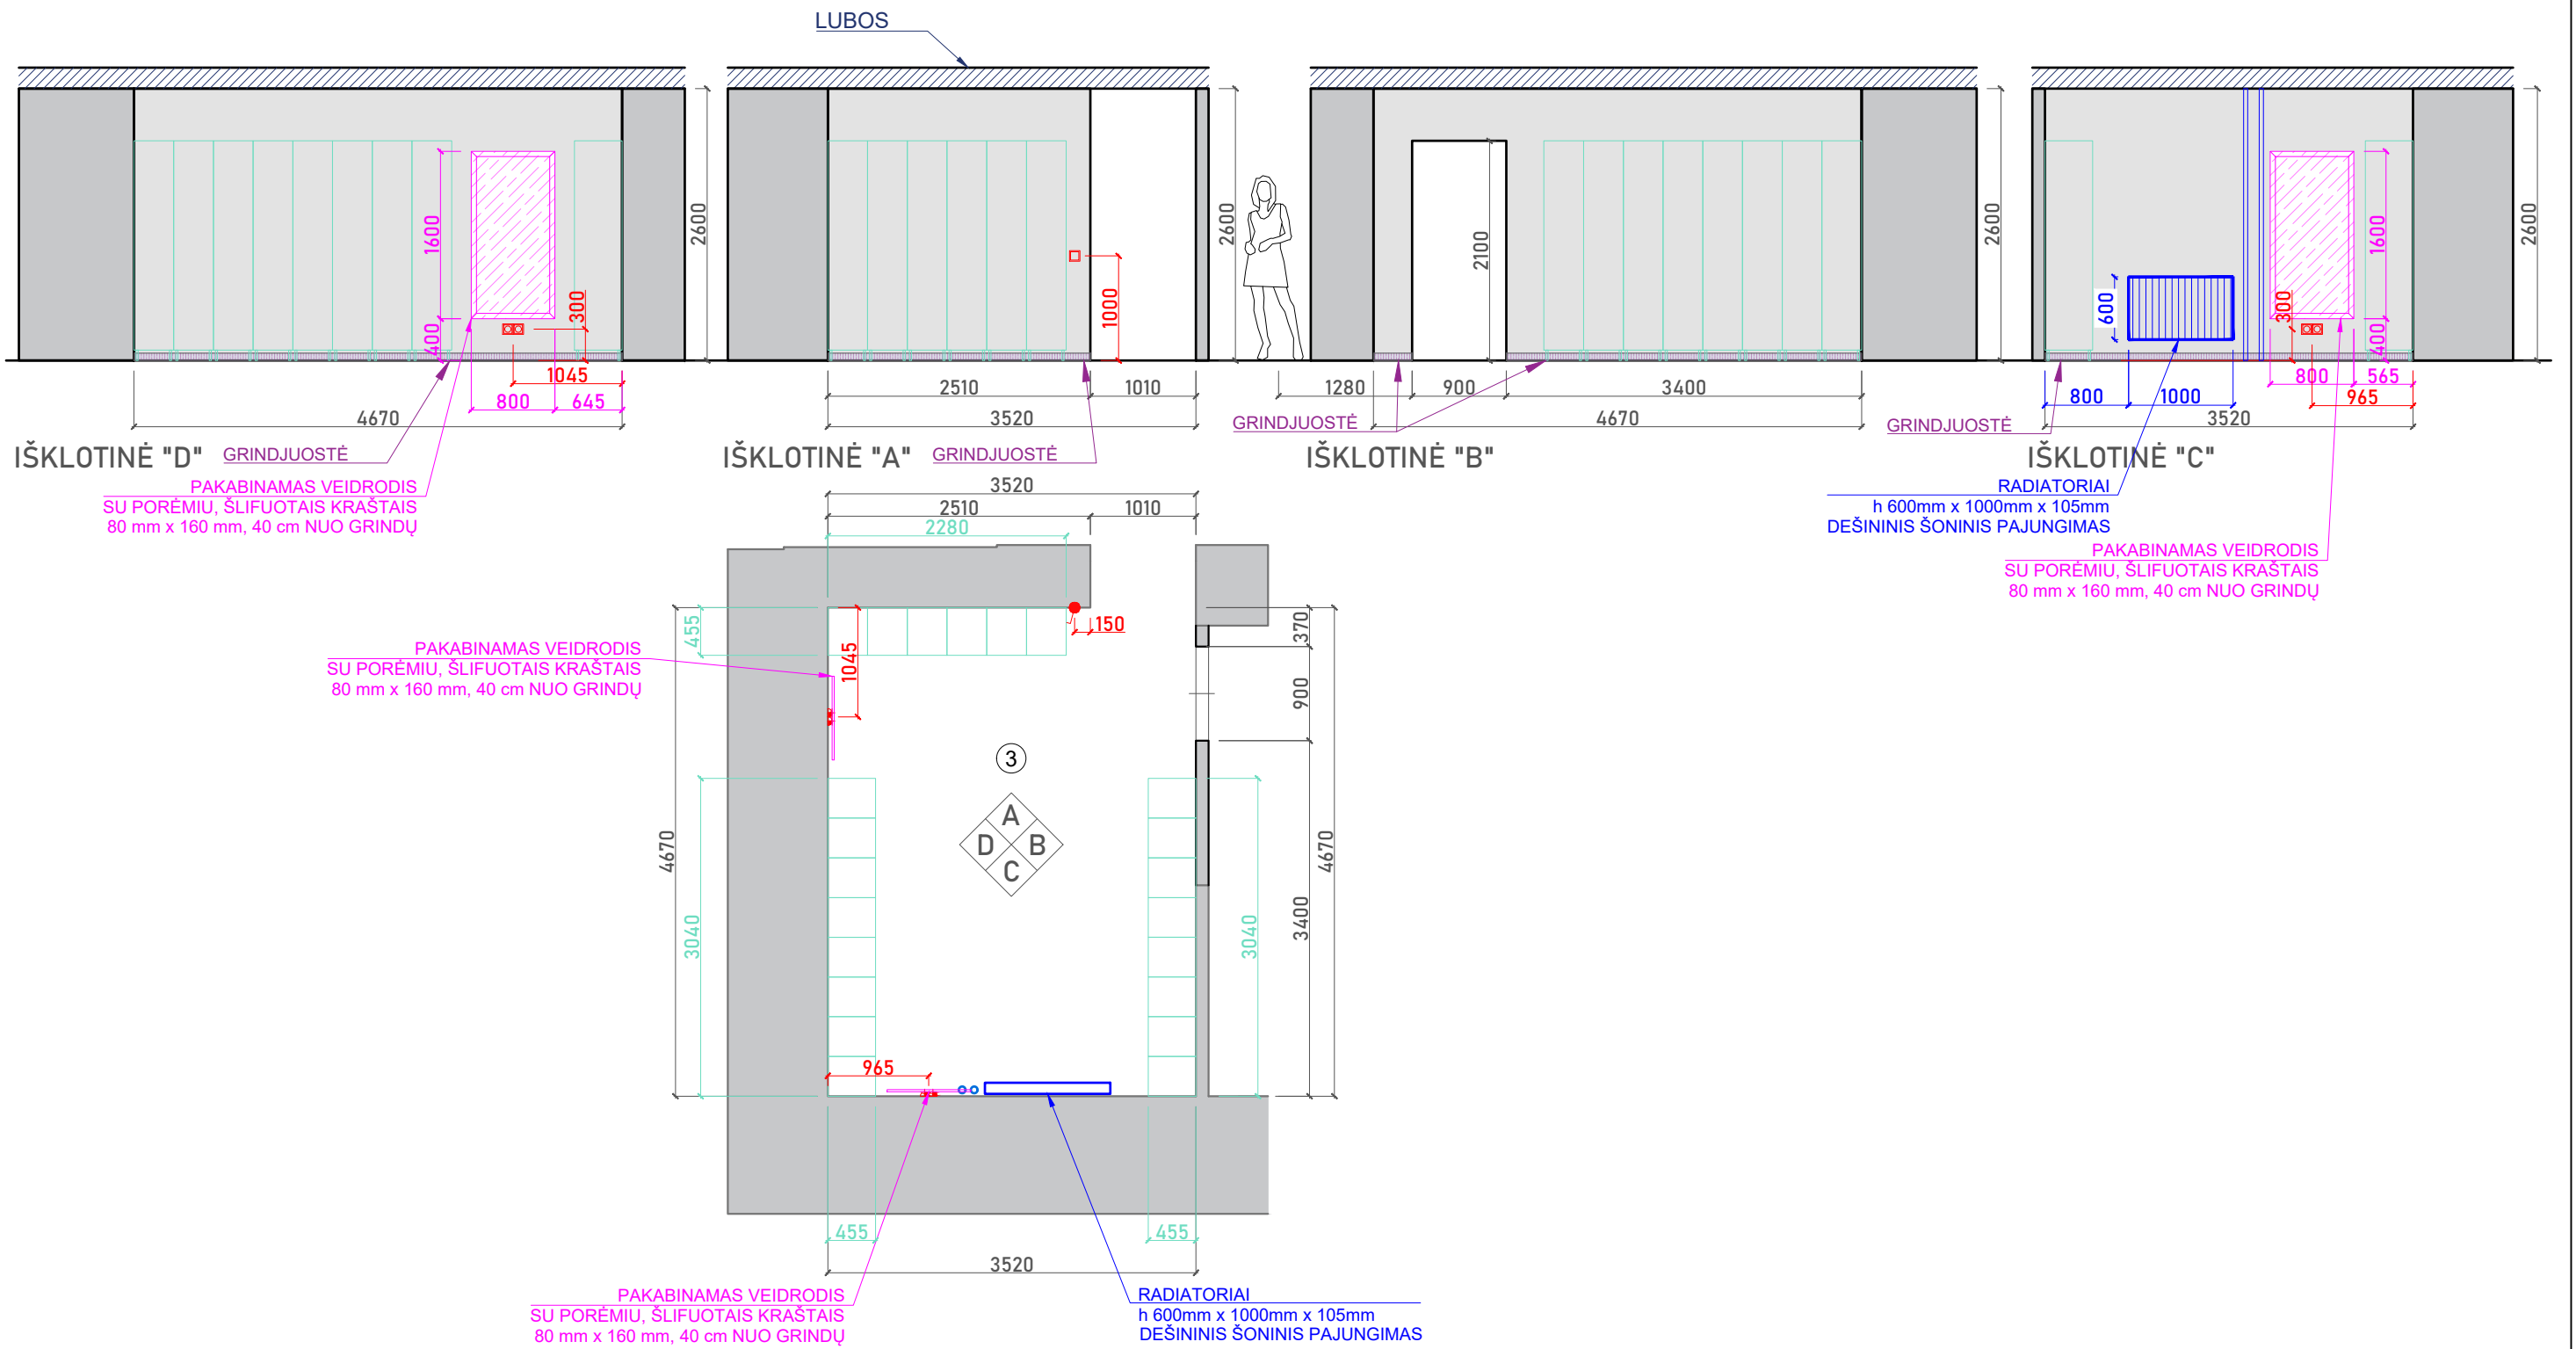 LUBOS
2600
2600
2600
2600
1600
400
300
1045
800
645
4670
1000
2510
1010
3520
2100
1280
900
3400
4670
600
1600
300
400
800
1000
800
565
965
3520
IŠKLOTINĖ "D"
GRINDJUOSTĖ
IŠKLOTINĖ "A"
GRINDJUOSTĖ
GRINDJUOSTĖ
IŠKLOTINĖ "B"
GRINDJUOSTĖ
IŠKLOTINĖ "C"
PAKABINAMAS VEIDRODIS
SU PORĖMIU, ŠLIFUOTAIS KRAŠTAIS
80 mm x 160 mm, 40 cm NUO GRINDŲ
RADIATORIAI
h 600mm x 1000mm x 105mm
DEŠININIS ŠONINIS PAJUNGIMAS
PAKABINAMAS VEIDRODIS
SU PORĖMIU, ŠLIFUOTAIS KRAŠTAIS
80 mm x 160 mm, 40 cm NUO GRINDŲ
3520
2510
1010
2280
455
150
370
1045
PAKABINAMAS VEIDRODIS
SU PORĖMIU, ŠLIFUOTAIS KRAŠTAIS
80 mm x 160 mm, 40 cm NUO GRINDŲ
900
3
A
D B
C
4670
4670
3040
3040
3400
965
455
455
3520
PAKABINAMAS VEIDRODIS
SU PORĖMIU, ŠLIFUOTAIS KRAŠTAIS
80 mm x 160 mm, 40 cm NUO GRINDŲ
RADIATORIAI
h 600mm x 1000mm x 105mm
DEŠININIS ŠONINIS PAJUNGIMAS